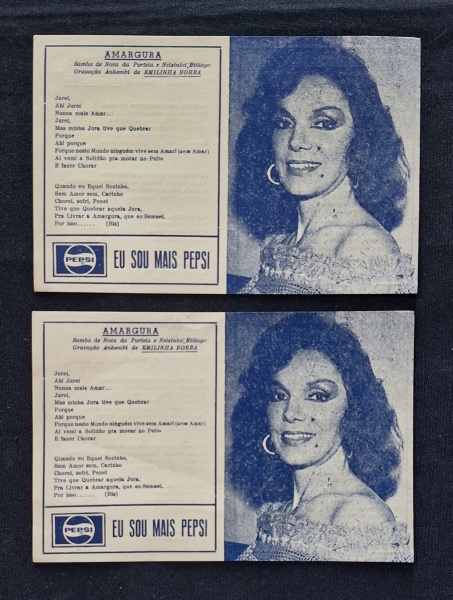 AMARGURA
Samba de Noca da Portela e Nelzinho Biólogo
Gravação Anhembi de EMILINHA BORBA
Jurei,
Ah! Jurei
Nunca mais Amar...
Jurei,
Mas minha Jura tive que Quebrar
Porque
Ah! porque
Porque neste Mundo ninguém vive sem Amar! (sem Amar)
Aí vem! a Solidão pra morar no Peito
E fazer Chorar
Quando eu fiquei Sozinho,
Sem Amor sem, Carinho
Chorei, sofri, Penei
Tive que Quebrar aquela Jura,
Pra Livrar a Amargura, que eu Semeei,
Por isso...... (Bis)
PEPSI
EU SOU MAIS PEPSI
AMARGURA
Samba de Noca da Portela e Nelzinho Biólogo
Gravação Anhembi de EMILINHA BORBA
Jurei,
Ah! Jurei
Nunca mais Amar...
Jurei,
Mas minha Jura tive que Quebrar
Porque
Ah! porque
Porque neste Mundo ninguém vive sem Amar! (sem Amar)
Aí vem! a Solidão pra morar no Peito
E fazer Chorar
Quando eu fiquei Sozinho,
Sem Amor sem, Carinho
Chorei, sofri, Penei
Tive que Quebrar aquela Jura,
Pra Livrar a Amargura, que eu Semeei,
Por isso...... (Bis)
PEPSI
EU SOU MAIS PEPSI